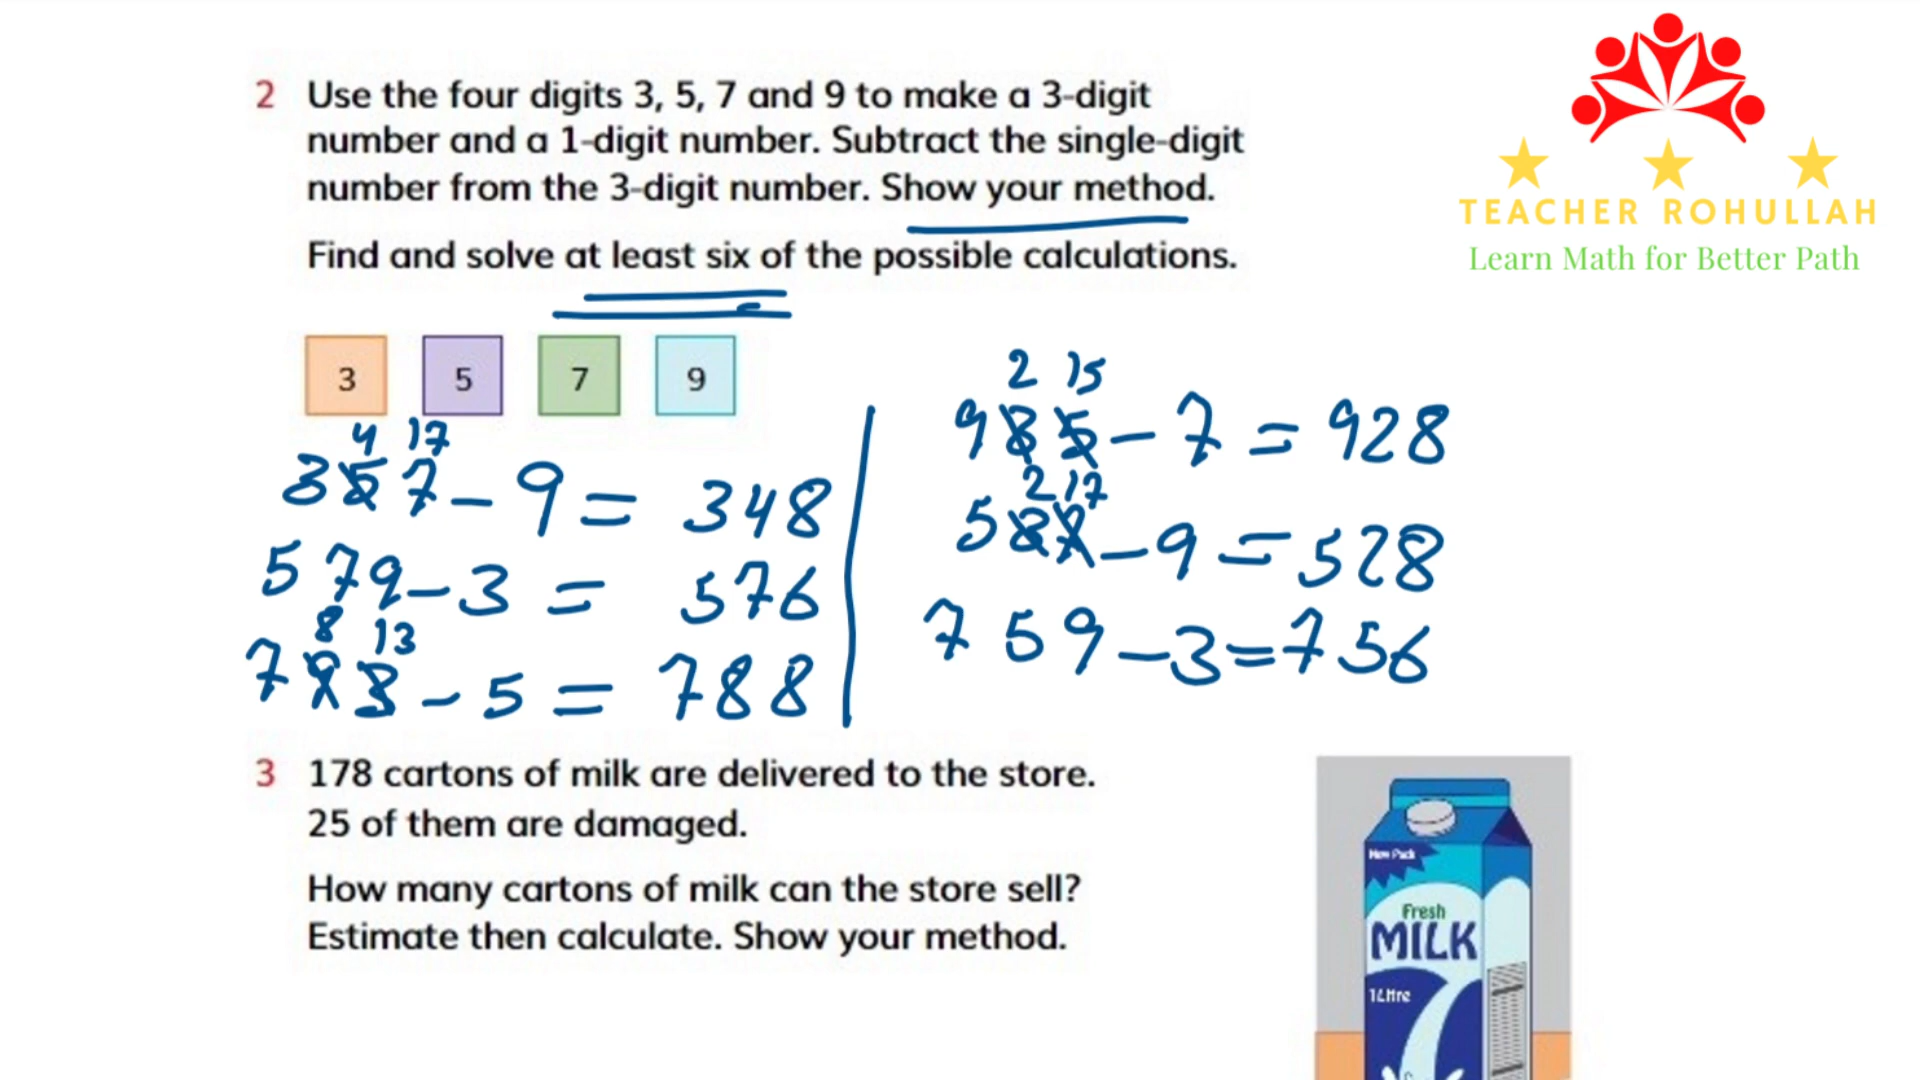 2 Use the four digits 3, 5, 7 and 9 to make a 3-digit
number and a 1-digit number. Subtract the single-digit
number from the 3-digit number. Show your method.
Find and solve at least six of the possible calculations.
3 5 7 9
4 17
357 - 9 = 348
579 - 3 = 576
8 13
793 - 5 = 788
2 15
935 - 7 = 928
2 17
537 - 9 = 528
759 - 3 = 756
3 178 cartons of milk are delivered to the store.
25 of them are damaged.
How many cartons of milk can the store sell?
Estimate then calculate. Show your method.
TEACHER ROHULLAH
Learn Math for Better Path
New Pack
Fresh
MILK
1 Litre